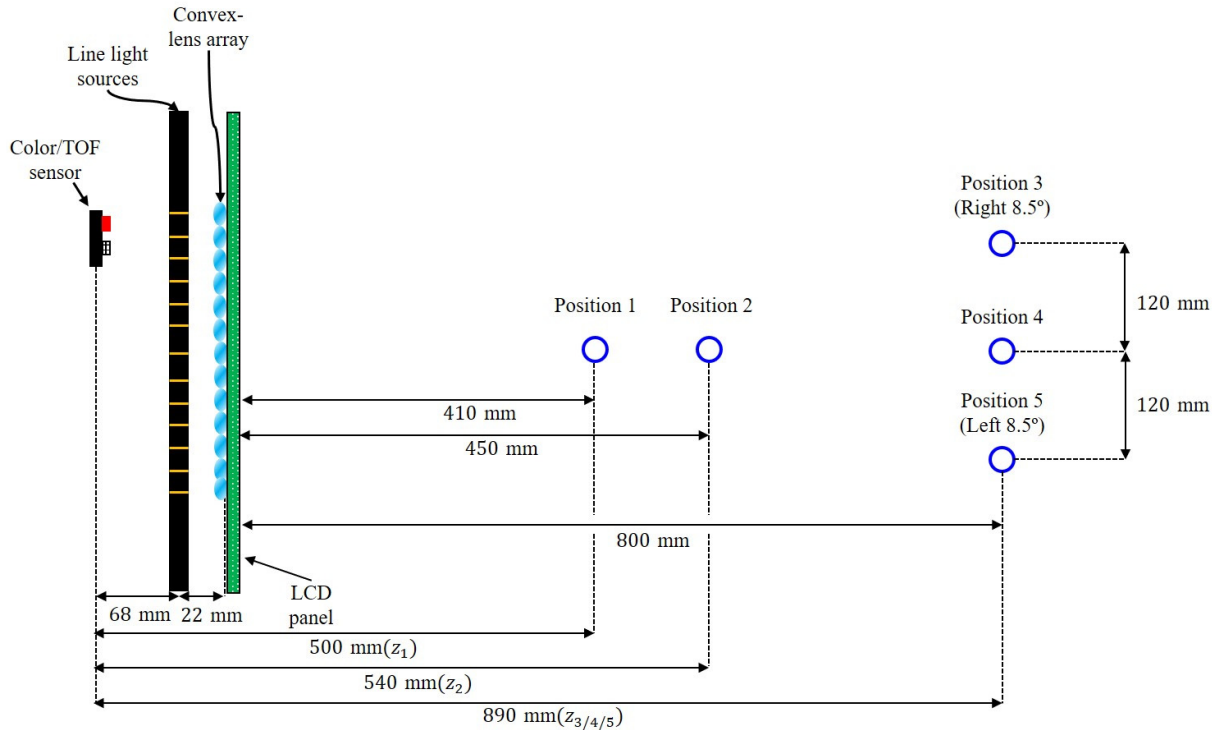 Convex-
lens array
Line light
sources
Color/TOF
sensor
Position 3
(Right 8.5º)
120 mm
Position 1
Position 2
Position 4
410 mm
Position 5
(Left 8.5º)
120 mm
450 mm
800 mm
LCD
panel
68 mm
22 mm
500 mm(z₁)
540 mm(z₂)
890 mm(z₃/₄/₅)